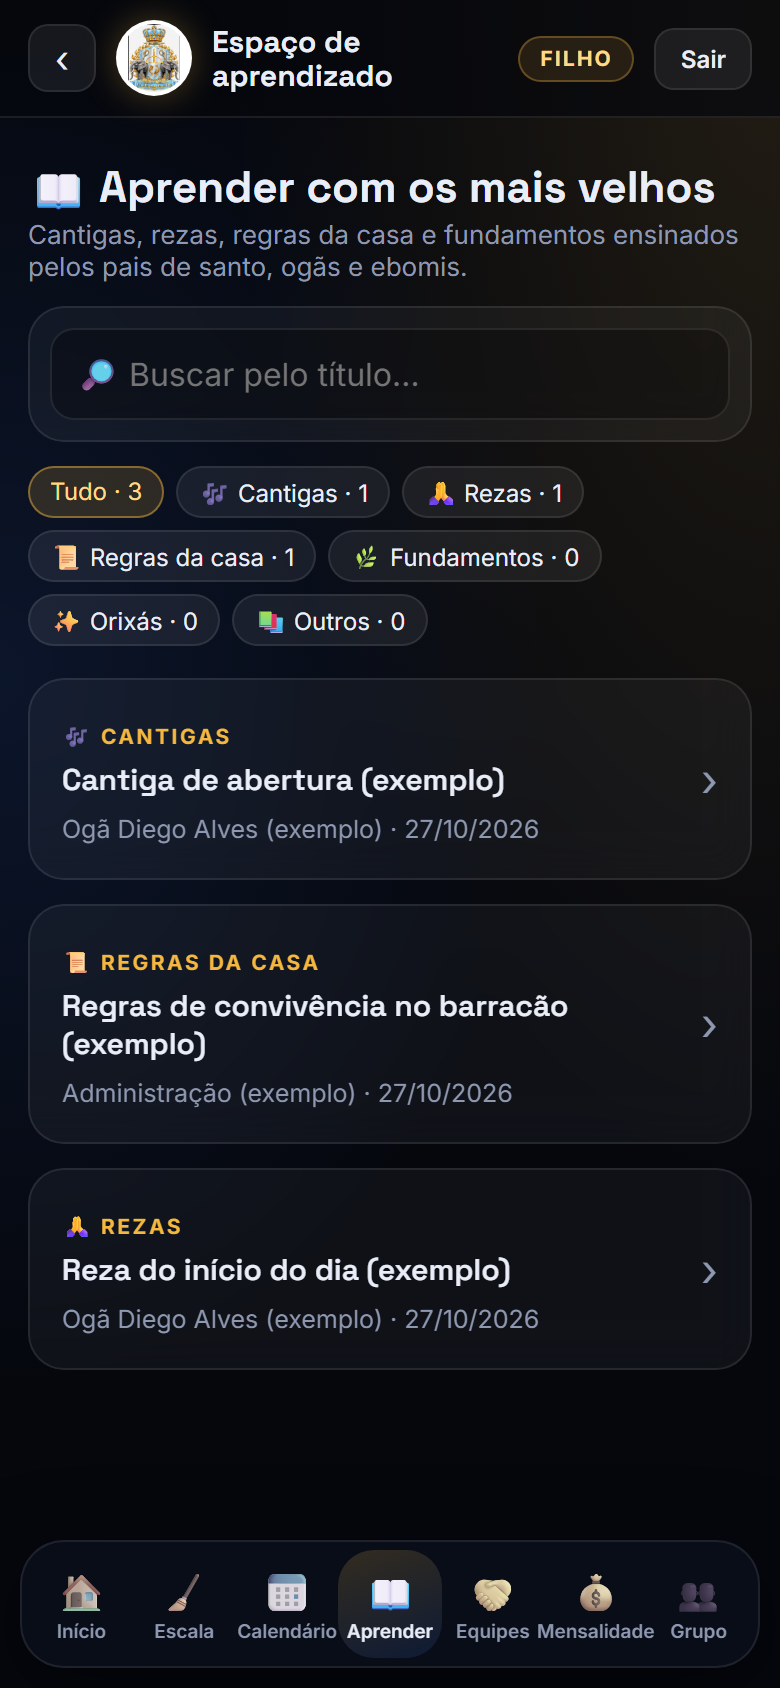 ‹
Espaço de
aprendizado
FILHO
Sair
Aprender com os mais velhos
Cantigas, rezas, regras da casa e fundamentos ensinados
pelos pais de santo, ogãs e ebomis.
Buscar pelo título...
Tudo · 3
Cantigas · 1
Rezas · 1
Regras da casa · 1
Fundamentos · 0
Orixás · 0
Outros · 0
CANTIGAS
Cantiga de abertura (exemplo)
Ogã Diego Alves (exemplo) · 27/10/2026
›
REGRAS DA CASA
Regras de convivência no barracão
(exemplo)
Administração (exemplo) · 27/10/2026
›
REZAS
Reza do início do dia (exemplo)
Ogã Diego Alves (exemplo) · 27/10/2026
›
Início
Escala
Calendário
Aprender
Equipes
Mensalidade
Grupo